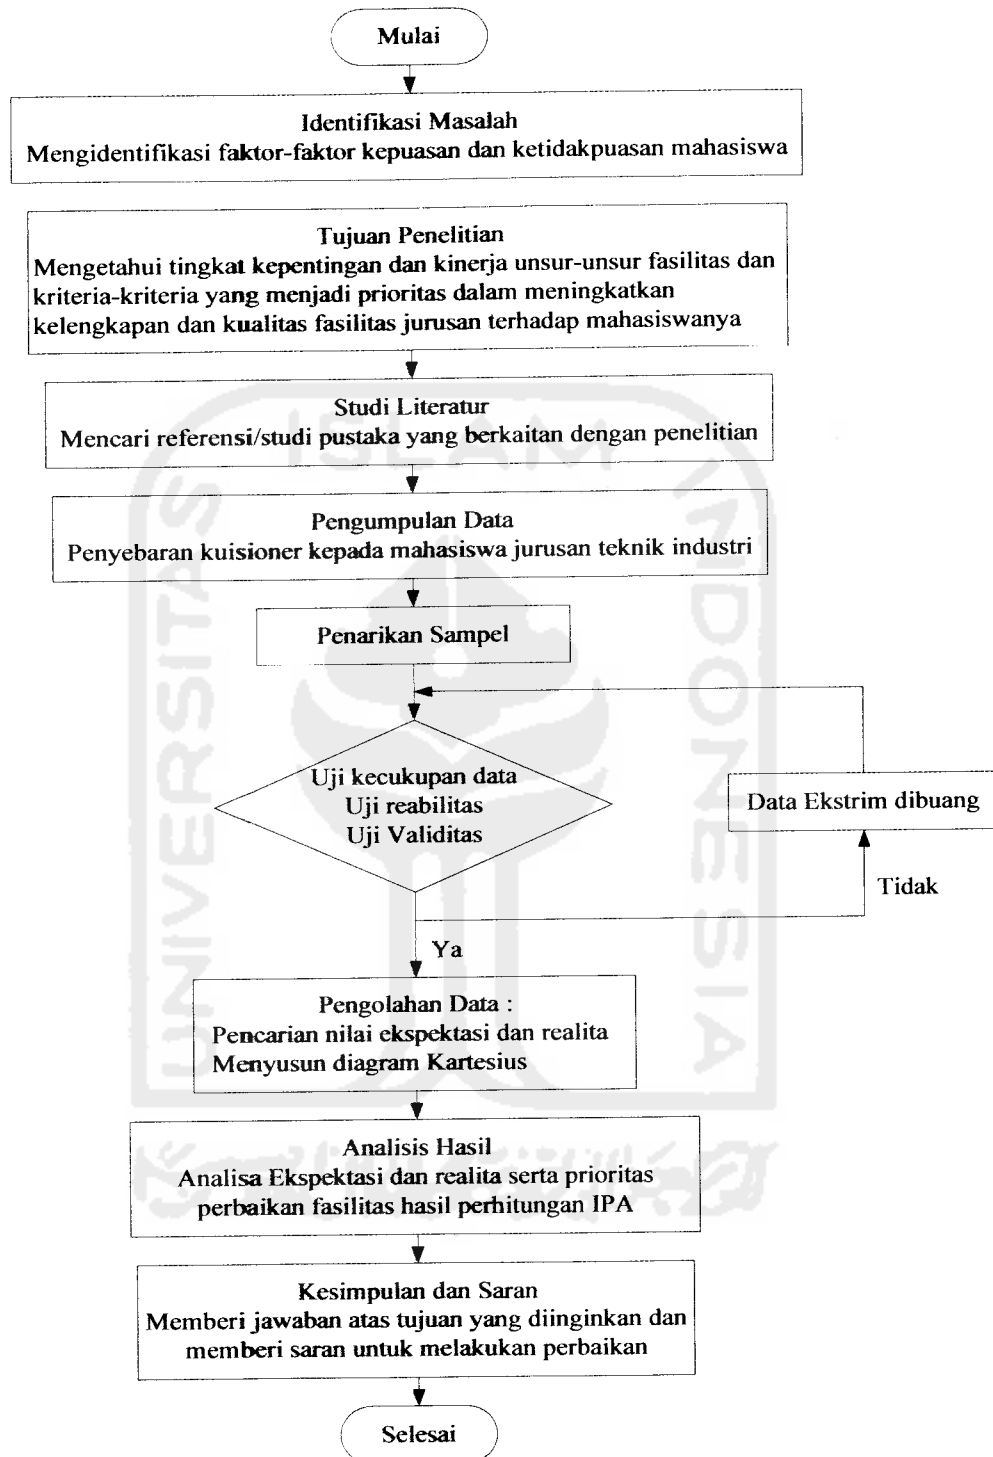 Mulai
Identifikasi Masalah
Mengidentifikasi faktor-faktor kepuasan dan ketidakpuasan mahasiswa
Tujuan Penelitian
Mengetahui tingkat kepentingan dan kinerja unsur-unsur fasilitas dan
kriteria-kriteria yang menjadi prioritas dalam meningkatkan
kelengkapan dan kualitas fasilitas jurusan terhadap mahasiswanya
Studi Literatur
Mencari referensi/studi pustaka yang berkaitan dengan penelitian
Pengumpulan Data
Penyebaran kuisioner kepada mahasiswa jurusan teknik industri
Penarikan Sampel
Uji kecukupan data
Uji reabilitas
Uji Validitas
Data Ekstrim dibuang
Tidak
Ya
Pengolahan Data :
Pencarian nilai ekspektasi dan realita
Menyusun diagram Kartesius
Analisis Hasil
Analisa Ekspektasi dan realita serta prioritas
perbaikan fasilitas hasil perhitungan IPA
Kesimpulan dan Saran
Memberi jawaban atas tujuan yang diinginkan dan
memberi saran untuk melakukan perbaikan
Selesai
UNIVERSITAS
ISLAM
INDONESIA